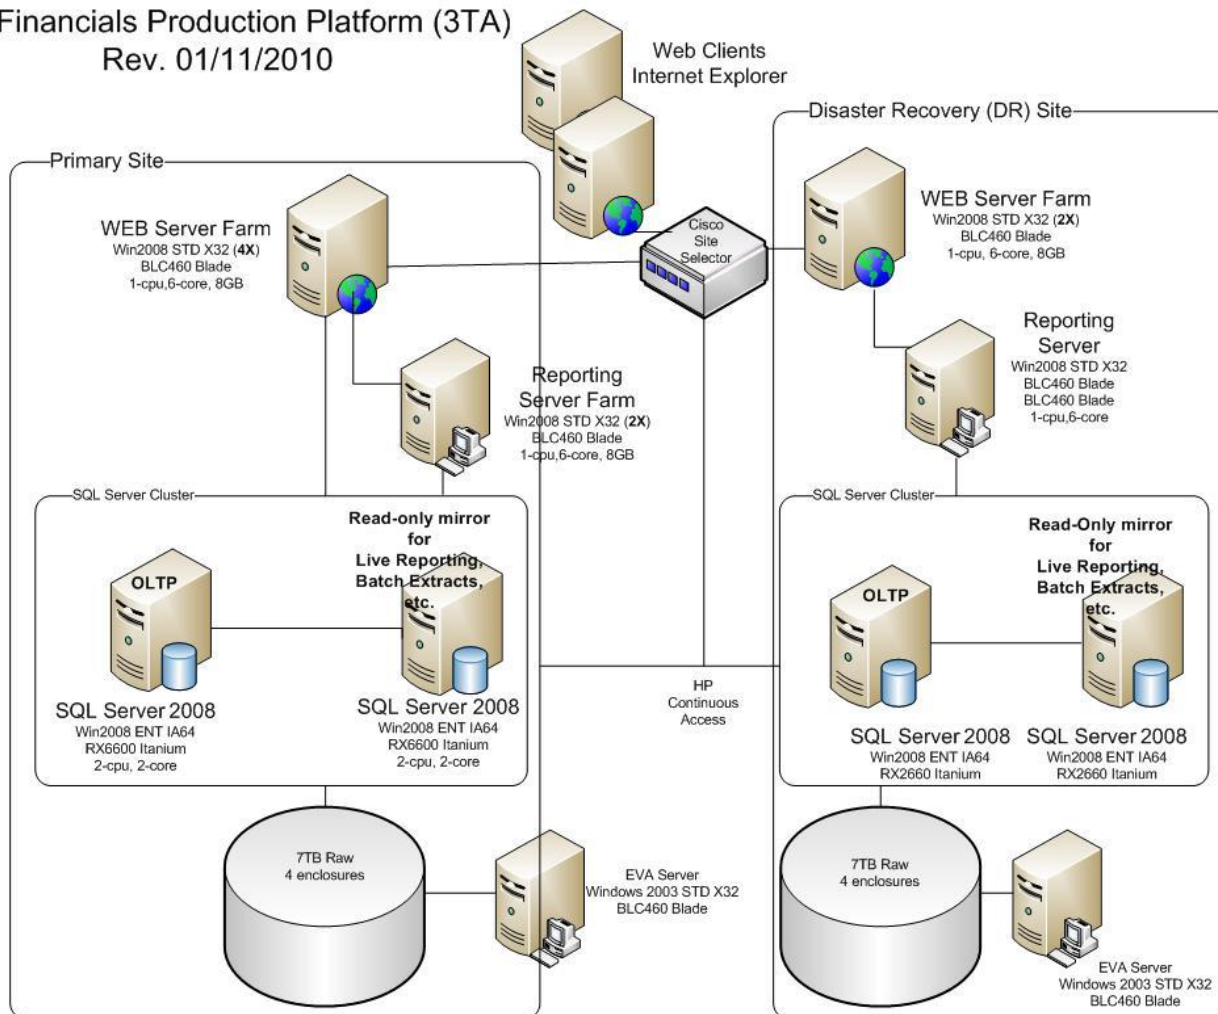 Financials Production Platform (3TA)
Rev. 01/11/2010
Web Clients
Internet Explorer
Disaster Recovery (DR) Site
Primary Site
WEB Server Farm
Win2008 STD X32 (4X)
BLC460 Blade
1-cpu,6-core, 8GB
Cisco
Site
Selector
WEB Server Farm
Win2008 STD X32 (2X)
BLC460 Blade
1-cpu, 6-core, 8GB
Reporting
Server Farm
Win2008 STD X32 (2X)
BLC460 Blade
1-cpu,6-core, 8GB
Reporting
Server
Win2008 STD X32
BLC460 Blade
BLC460 Blade
1-cpu,6-core
SQL Server Cluster
OLTP
Read-only mirror
for
Live Reporting,
Batch Extracts,
etc.
SQL Server 2008
Win2008 ENT IA64
RX6600 Itanium
2-cpu, 2-core
SQL Server 2008
Win2008 ENT IA64
RX6600 Itanium
2-cpu, 2-core
HP
Continuous
Access
SQL Server Cluster
OLTP
Read-Only mirror
for
Live Reporting,
Batch Extracts,
etc.
SQL Server 2008
Win2008 ENT IA64
RX2660 Itanium
SQL Server 2008
Win2008 ENT IA64
RX2660 Itanium
7TB Raw
4 enclosures
EVA Server
Windows 2003 STD X32
BLC460 Blade
7TB Raw
4 enclosures
EVA Server
Windows 2003 STD X32
BLC460 Blade